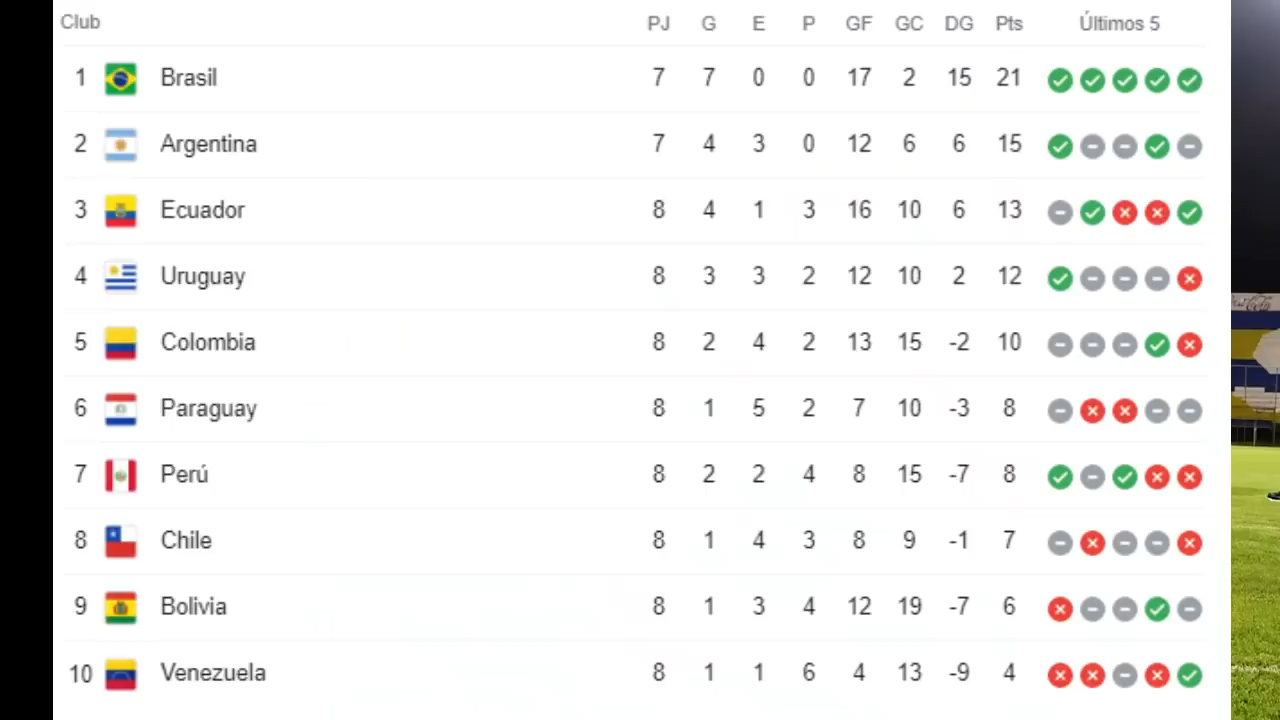 Club PJ G E P GF GC DG Pts Últimos 5
1 Brasil 7 7 0 0 17 2 15 21
2 Argentina 7 4 3 0 12 6 6 15
3 Ecuador 8 4 1 3 16 10 6 13
4 Uruguay 8 3 3 2 12 10 2 12
5 Colombia 8 2 4 2 13 15 -2 10
6 Paraguay 8 1 5 2 7 10 -3 8
7 Perú 8 2 2 4 8 15 -7 8
8 Chile 8 1 4 3 8 9 -1 7
9 Bolivia 8 1 3 4 12 19 -7 6
10 Venezuela 8 1 1 6 4 13 -9 4